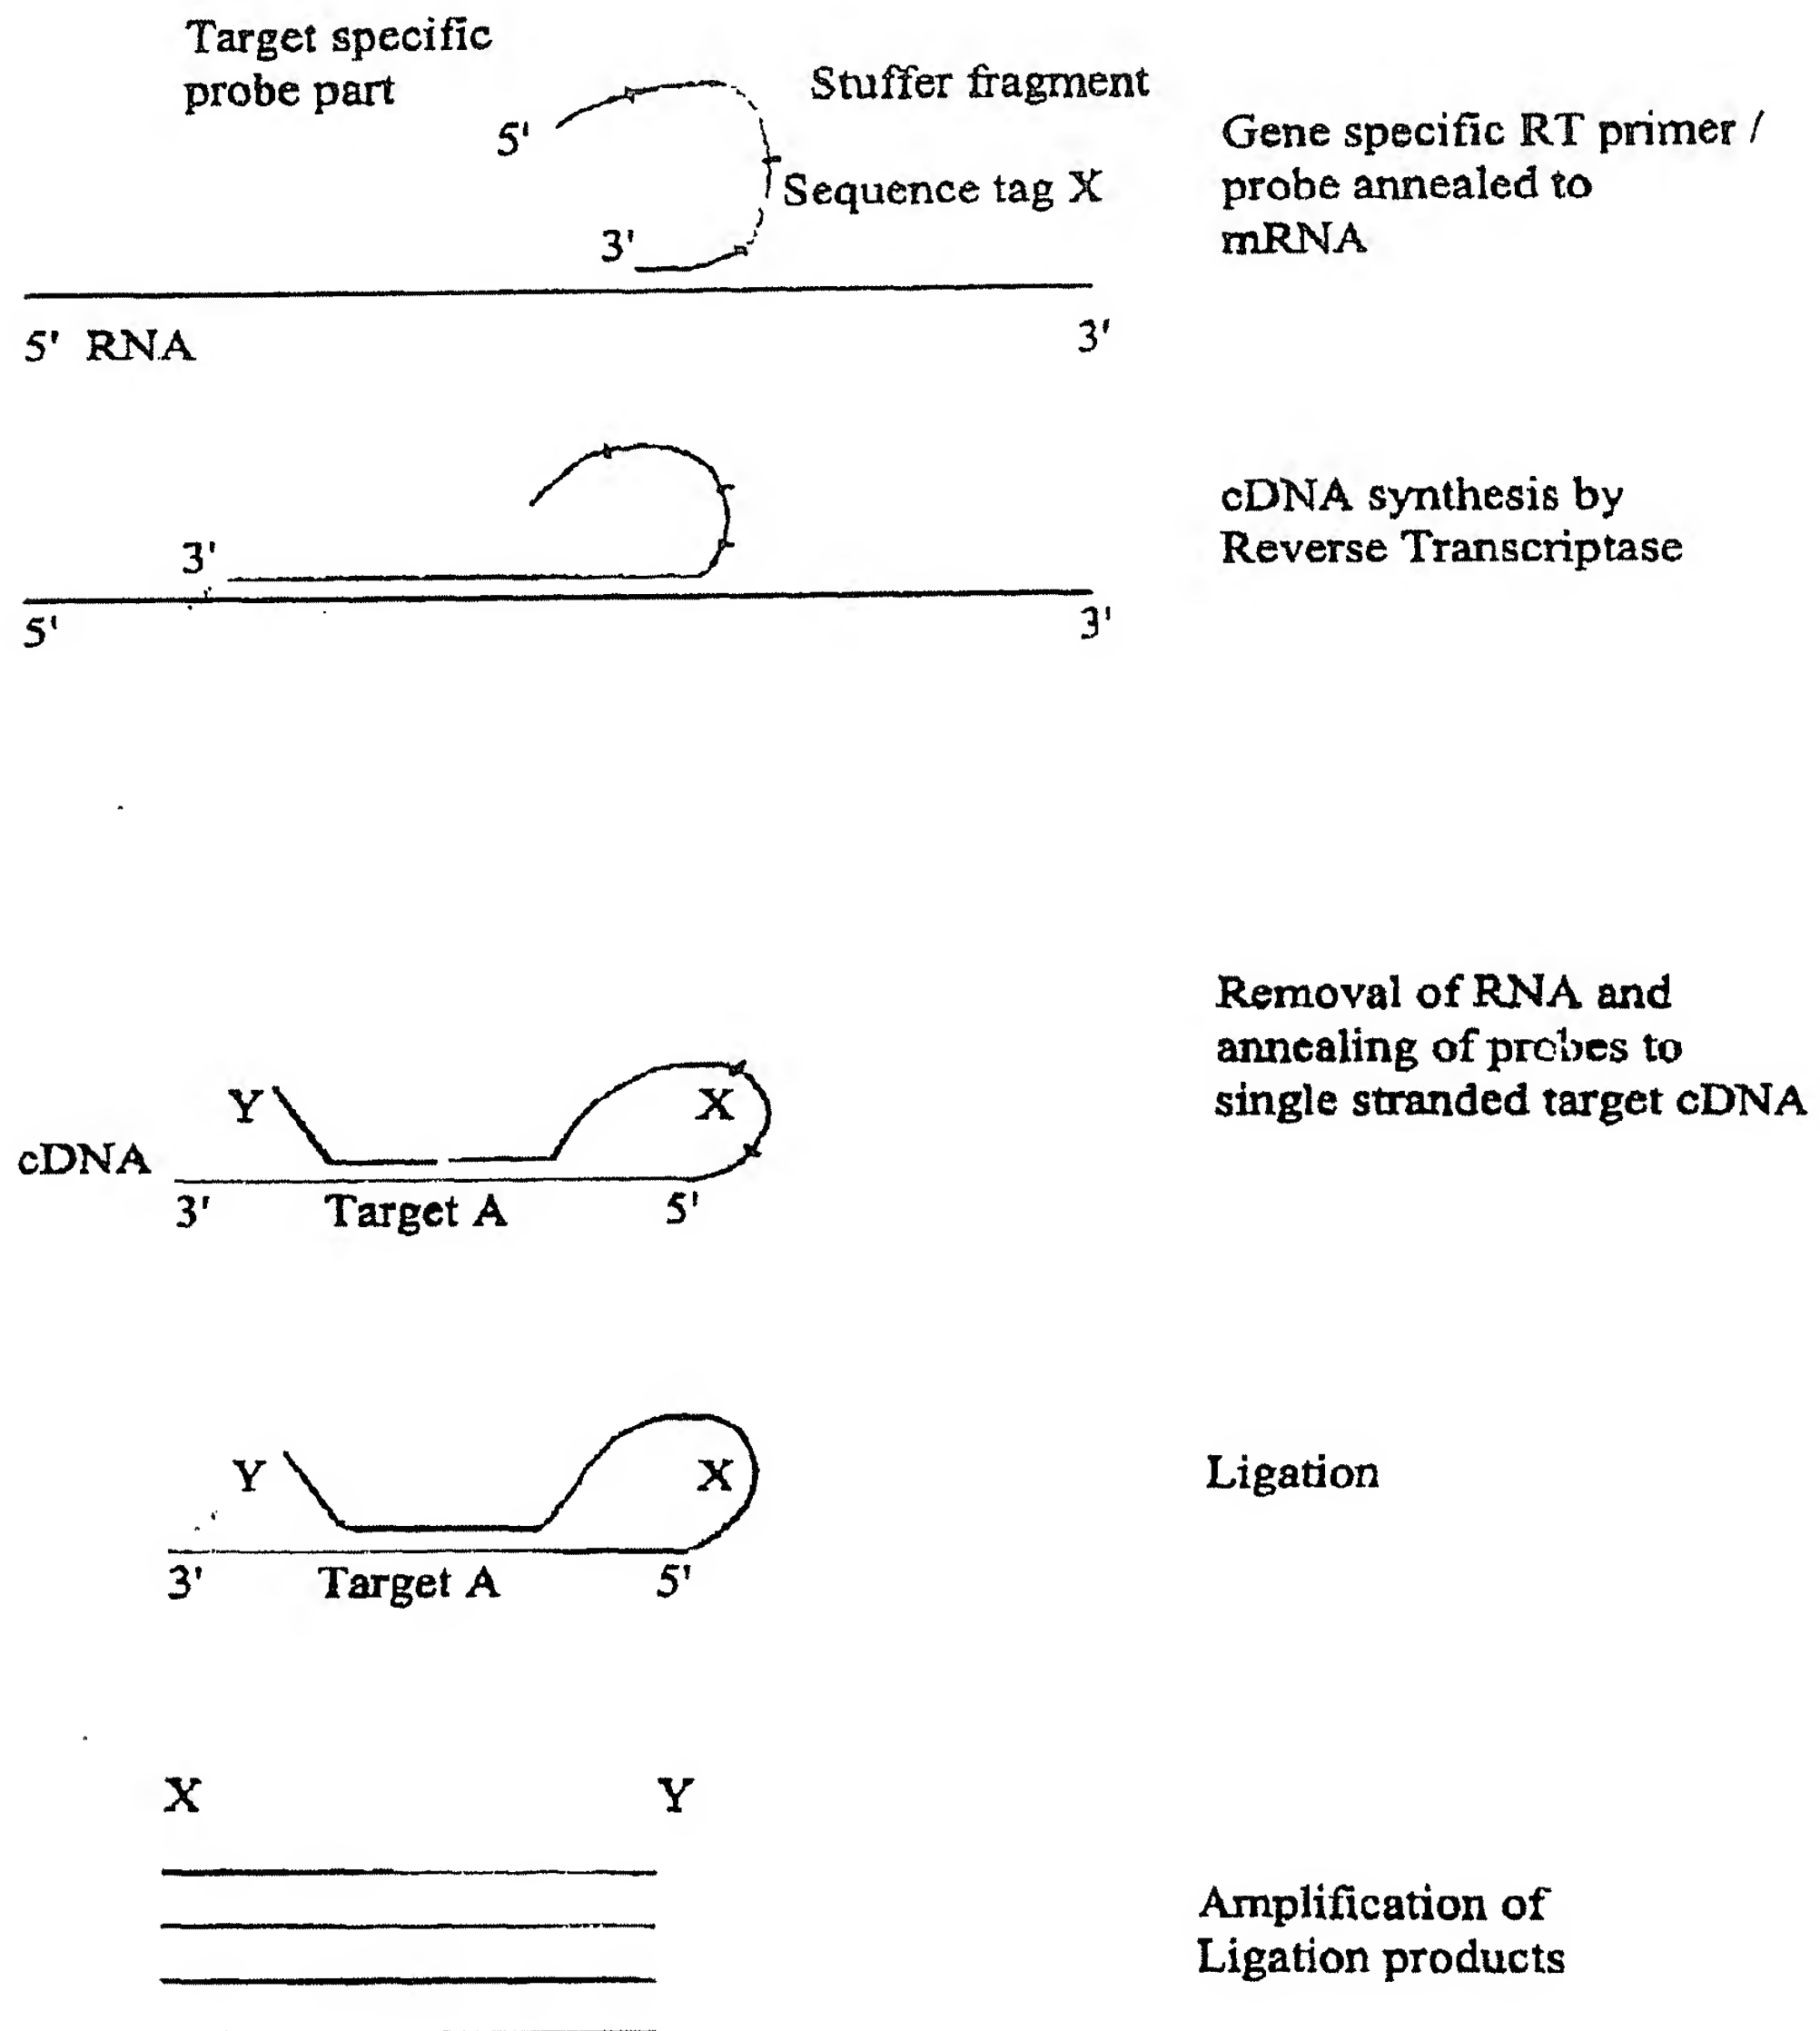 Target specific
probe part
Stuffer fragment
5'
Sequence tag X
3'
Gene specific RT primer /
probe annealed to
mRNA
5' RNA
3'
cDNA synthesis by
Reverse Transcriptase
3'
5'
3'
Removal of RNA and
annealing of probes to
single stranded target cDNA
Y
X
cDNA
3'
Target A
5'
Y
X
Ligation
3'
Target A
5'
X
Y
Amplification of
Ligation products